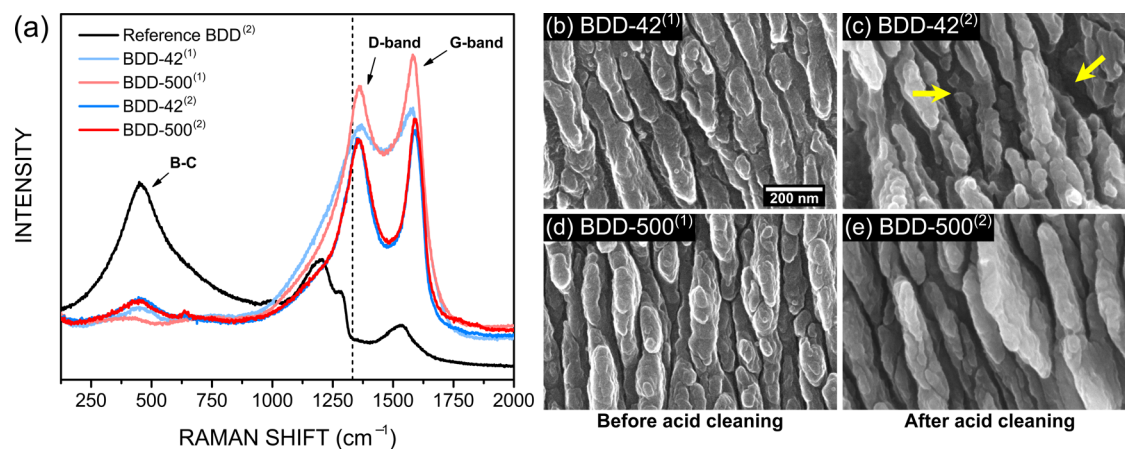 (a)
Reference BDD(2)
BDD-42(1)
BDD-500(1)
BDD-42(2)
BDD-500(2)
D-band
G-band
B-C
INTENSITY
250 500 750 1000 1250 1500 1750 2000
RAMAN SHIFT (cm–1)
(b) BDD-42(1)
200 nm
(c) BDD-42(2)
(d) BDD-500(1)
(e) BDD-500(2)
Before acid cleaning
After acid cleaning